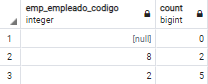 emp_empleado_codigo count
integer bigint
1 [null] 0
2 8 2
3 2 5